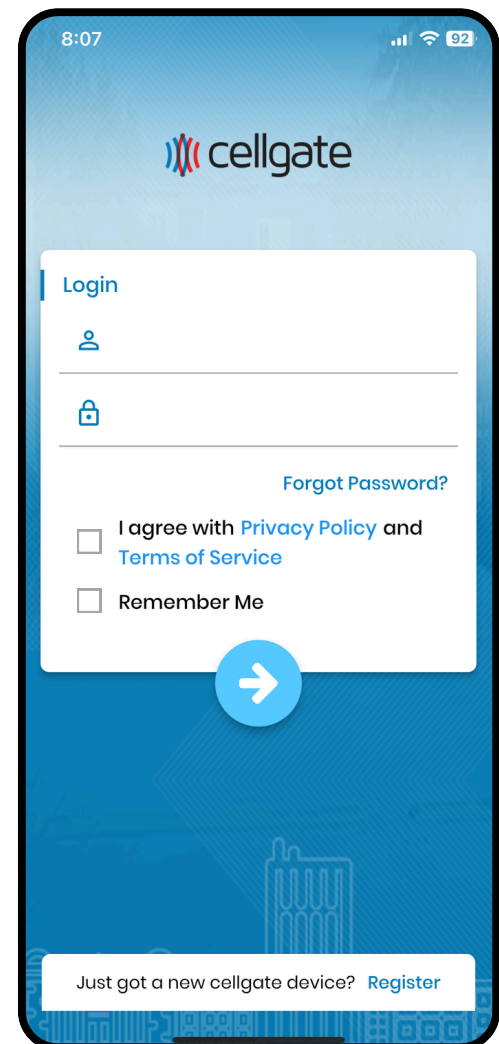 8:07
92
cellgate
Login
Forgot Password?
I agree with Privacy Policy and
Terms of Service
Remember Me
Just got a new cellgate device? Register